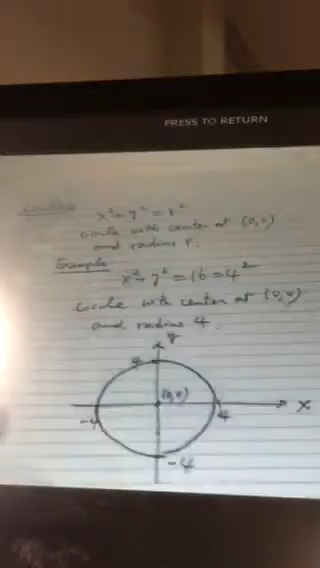 PRESS TO RETURN
x² + y² = r²
circle with center at (0,0)
and radius r.
Example
x² + y² = 16 = 4²
circle with center at (0,0)
and radius 4.
y
4
(0,0)
-4
4
x
-4